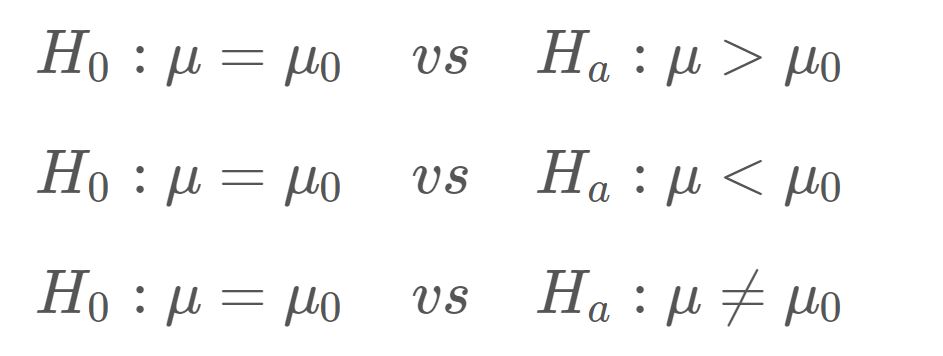 H₀ : μ = μ₀ vs Hₐ : μ > μ₀
H₀ : μ = μ₀ vs Hₐ : μ < μ₀
H₀ : μ = μ₀ vs Hₐ : μ ≠ μ₀